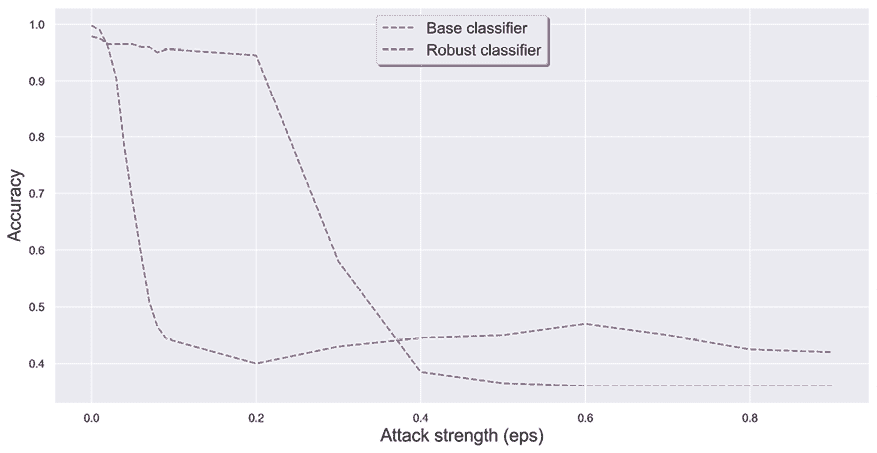 Base classifier
Robust classifier
1.0
0.9
0.8
0.7
0.6
0.5
0.4
Accuracy
0.0 0.2 0.4 0.6 0.8
Attack strength (eps)